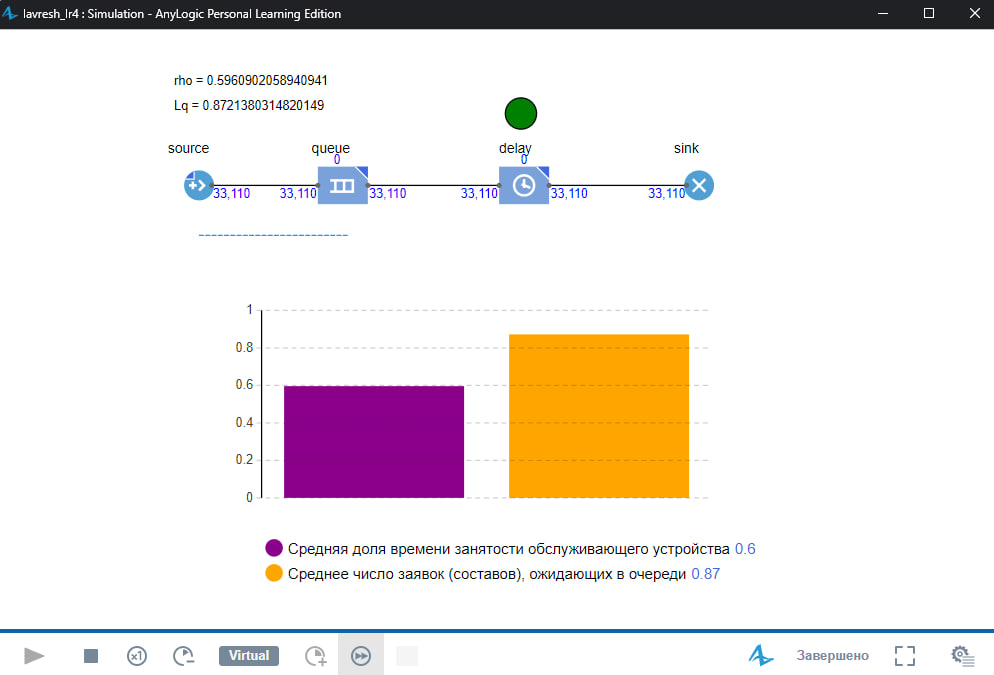 lavresh_lr4 : Simulation - AnyLogic Personal Learning Edition
rho = 0.5960902058940941
Lq = 0.8721380314820149
source queue delay sink
0 0
33,110 33,110 33,110 33,110 33,110 33,110
1
0.8
0.6
0.4
0.2
0
Средняя доля времени занятости обслуживающего устройства 0.6
Среднее число заявок (составов), ожидающих в очереди 0.87
x1 Virtual Завершено